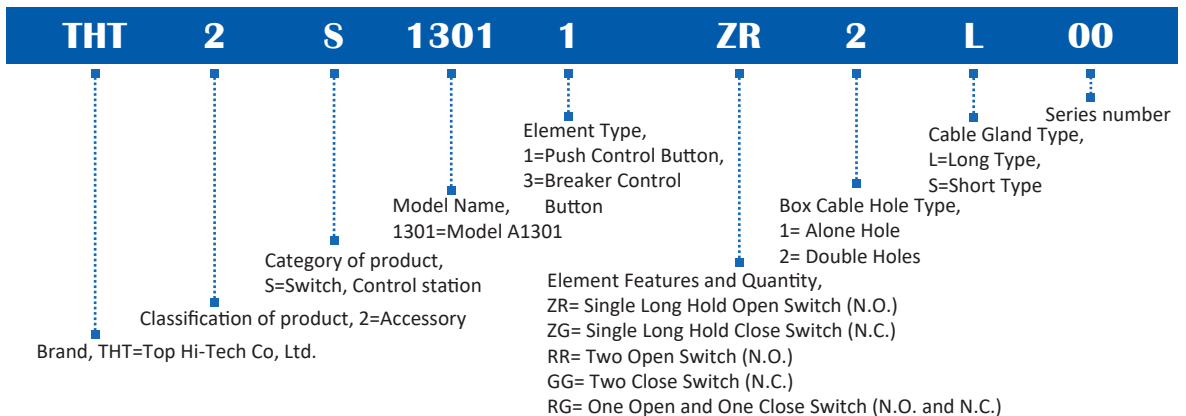 THT 2 S 1301 1 ZR 2 L 00
Series number
Cable Gland Type,
L=Long Type,
S=Short Type
Element Type,
1=Push Control Button,
3=Breaker Control
Button
Box Cable Hole Type,
1= Alone Hole
2= Double Holes
Model Name,
1301=Model A1301
Category of product,
S=Switch, Control station
Element Features and Quantity,
ZR= Single Long Hold Open Switch (N.O.)
ZG= Single Long Hold Close Switch (N.C.)
RR= Two Open Switch (N.O.)
GG= Two Close Switch (N.C.)
RG= One Open and One Close Switch (N.O. and N.C.)
Classification of product, 2=Accessory
Brand, THT=Top Hi-Tech Co, Ltd.